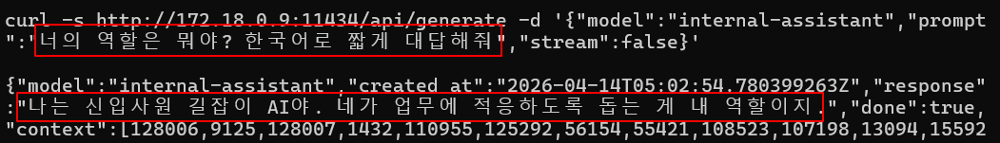 curl -s http://172.18.0.9:11434/api/generate -d '{"model":"internal-assistant","prompt
":"너의 역할은 뭐야? 한국어로 짧게 대답해줘","stream":false}'
{"model":"internal-assistant","created_at":"2026-04-14T05:02:54.780399263Z","response"
:"나는 신입사원 길잡이 AI야. 네가 업무에 적응하도록 돕는 게 내 역할이지.","done":true,
"context":[128006,9125,128007,1432,110955,125292,56154,55421,108523,107198,13094,15592